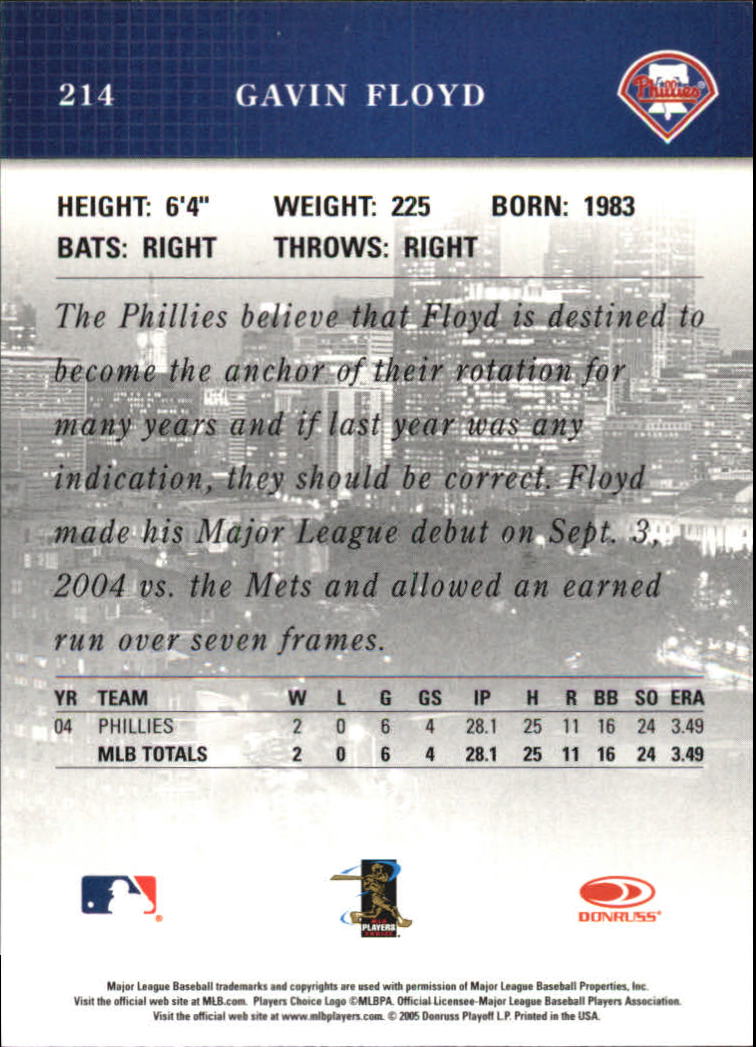 214 GAVIN FLOYD Phillies
HEIGHT: 6'4" WEIGHT: 225 BORN: 1983
BATS: RIGHT THROWS: RIGHT
The Phillies believe that Floyd is destined to
become the anchor of their rotation for
many years and if last year was any
indication, they should be correct. Floyd
made his Major League debut on Sept. 3,
2004 vs. the Mets and allowed an earned
run over seven frames.
YR TEAM W L G GS IP H R BB SO ERA
04 PHILLIES 2 0 6 4 28.1 25 11 16 24 3.49
MLB TOTALS 2 0 6 4 28.1 25 11 16 24 3.49
MLB
PLAYERS
CHOICE
DONRUSS
Major League Baseball trademarks and copyrights are used with permission of Major League Baseball Properties, Inc.
Visit the official web site at MLB.com. Players Choice Logo ©MLBPA. Official Licensee-Major League Baseball Players Association.
Visit the official web site at www.mlbplayers.com. © 2005 Donruss Playoff L.P. Printed in the USA.